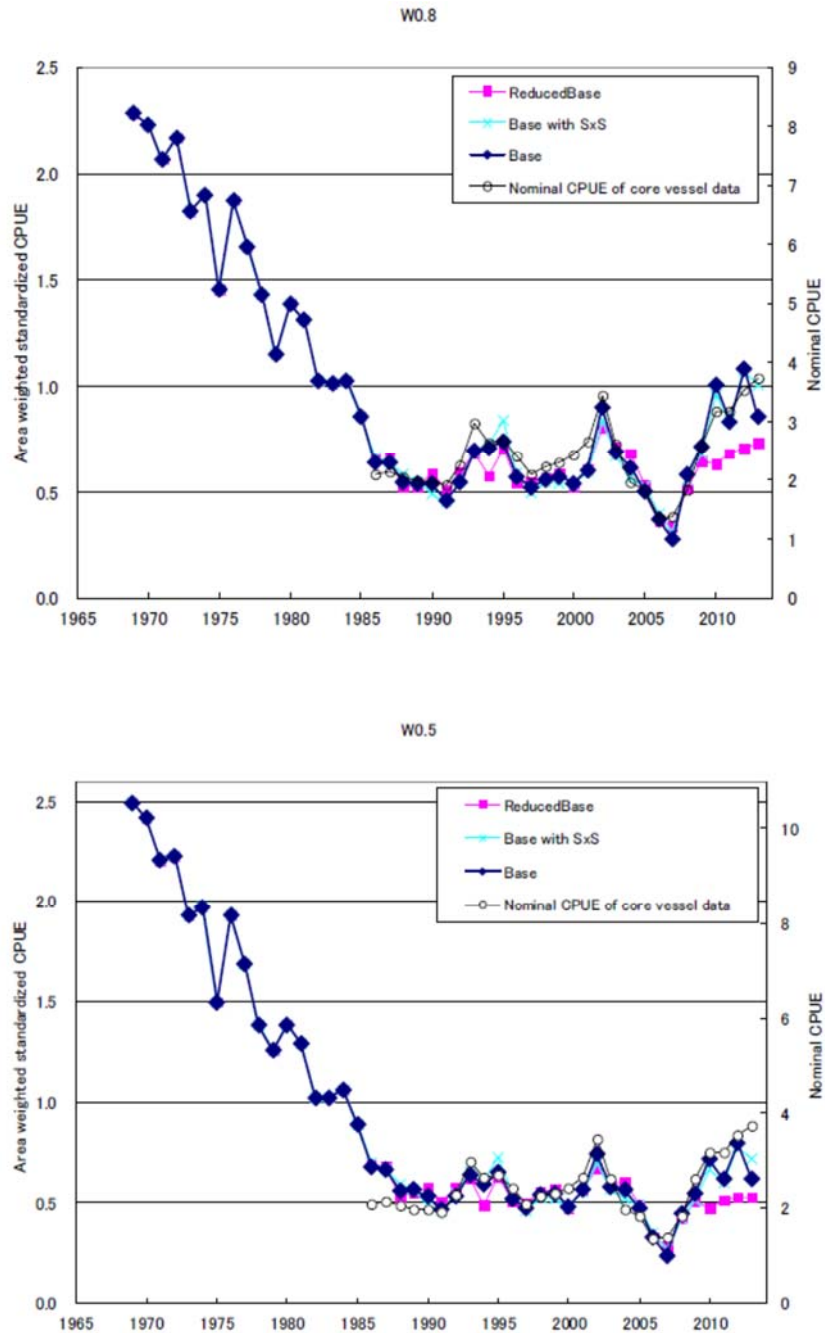 W0.8
2.5
2.0
1.5
1.0
0.5
0.0
Area weighted standardized CPUE
9
8
7
6
5
4
3
2
1
0
Nominal CPUE
ReducedBase
Base with SxS
Base
Nominal CPUE of core vessel data
1965 1970 1975 1980 1985 1990 1995 2000 2005 2010
W0.5
2.5
2.0
1.5
1.0
0.5
0.0
Area weighted standardized CPUE
10
8
6
4
2
0
Nominal CPUE
ReducedBase
Base with SxS
Base
Nominal CPUE of core vessel data
1965 1970 1975 1980 1985 1990 1995 2000 2005 2010